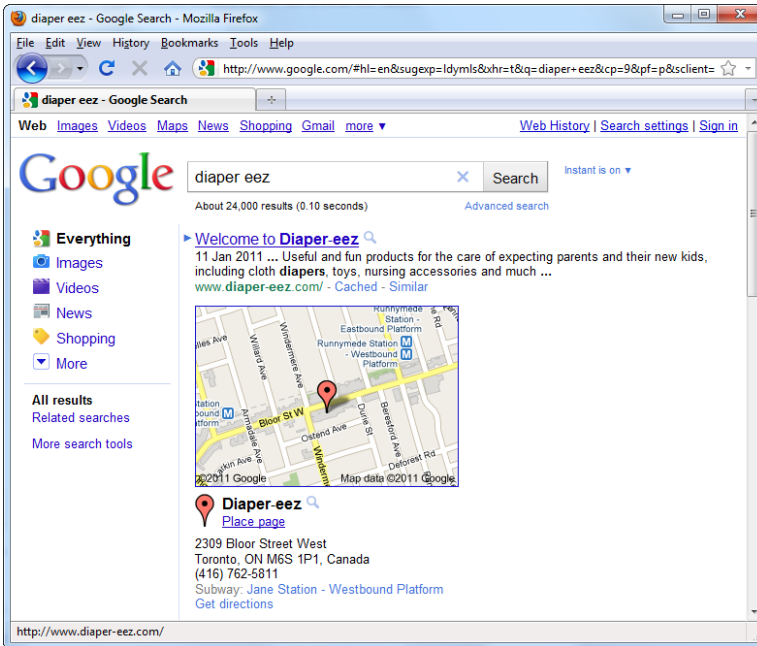 diaper eez - Google Search - Mozilla Firefox
File Edit View History Bookmarks Tools Help
http://www.google.com/#hl=en&sugexp=ldymls&xhr=t&q=diaper+eez&cp=9&pf=p&sclient=
diaper eez - Google Search
Web Images Videos Maps News Shopping Gmail more ▼ Web History | Search settings | Sign in
Google
diaper eez
Search
Instant is on ▼
About 24,000 results (0.10 seconds)
Advanced search
Everything
Images
Videos
News
Shopping
More
All results
Related searches
More search tools
Welcome to Diaper-eez
11 Jan 2011 ... Useful and fun products for the care of expecting parents and their new kids,
including cloth diapers, toys, nursing accessories and much ...
www.diaper-eez.com/ - Cached - Similar
Runnymede
Station -
Eastbound Platform
Runnymede Station
- Westbound
Platform
Rd
illes Ave
Willard Ave
Windermere Ave
tation
bound
atform
Bloor St W
Armadale Ave
Ostend Ave
Durie St
Beresford Ave
Deforest Rd
Windermere
©2011 Google
Map data ©2011 Google
Diaper-eez
Place page
2309 Bloor Street West
Toronto, ON M6S 1P1, Canada
(416) 762-5811
Subway: Jane Station - Westbound Platform
Get directions
http://www.diaper-eez.com/